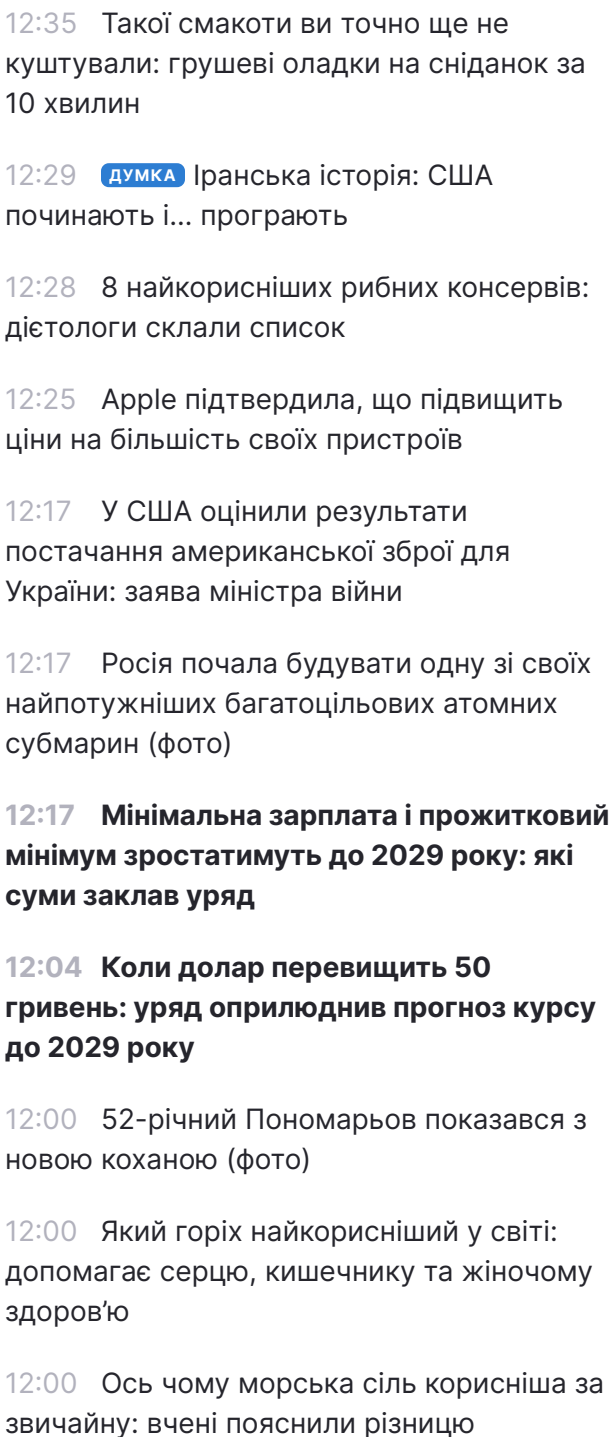 12:35 Такої смакоти ви точно ще не
куштували: грушеві оладки на сніданок за
10 хвилин
12:29 ДУМКА Іранська історія: США
починають і... програють
12:28 8 найкорисніших рибних консервів:
дієтологи склали список
12:25 Apple підтвердила, що підвищить
ціни на більшість своїх пристроїв
12:17 У США оцінили результати
постачання американської зброї для
України: заява міністра війни
12:17 Росія почала будувати одну зі своїх
найпотужніших багатоцільових атомних
субмарин (фото)
12:17 Мінімальна зарплата і прожитковий
мінімум зростатимуть до 2029 року: які
суми заклав уряд
12:04 Коли долар перевищить 50
гривень: уряд оприлюднив прогноз курсу
до 2029 року
12:00 52-річний Пономарьов показався з
новою коханою (фото)
12:00 Який горіх найкорисніший у світі:
допомагає серцю, кишечнику та жіночому
здоров’ю
12:00 Ось чому морська сіль корисніша за
звичайну: вчені пояснили різницю